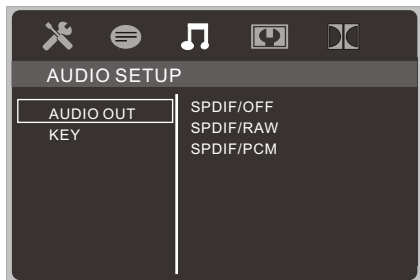 AUDIO SETUP
AUDIO OUT
KEY
SPDIF/OFF
SPDIF/RAW
SPDIF/PCM